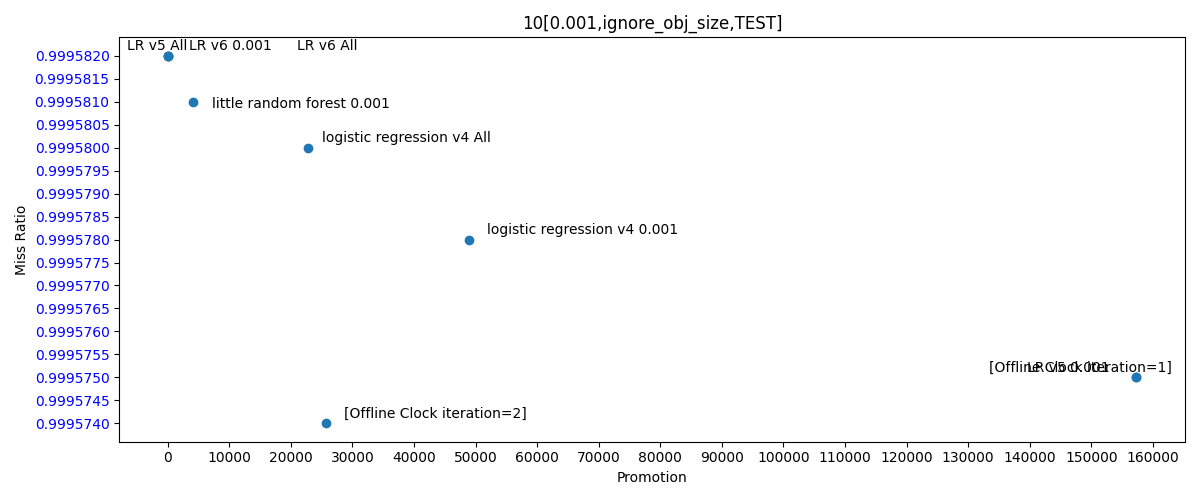 10[0.001,ignore_obj_size,TEST]
LR v5 All
LR v6 0.001
LR v6 All
little random forest 0.001
logistic regression v4 All
logistic regression v4 0.001
[Offline Clock iteration=1]
LR v5 0.001
[Offline Clock iteration=2]
Miss Ratio
0.9995820
0.9995815
0.9995810
0.9995805
0.9995800
0.9995795
0.9995790
0.9995785
0.9995780
0.9995775
0.9995770
0.9995765
0.9995760
0.9995755
0.9995750
0.9995745
0.9995740
0 10000 20000 30000 40000 50000 60000 70000 80000 90000 100000 110000 120000 130000 140000 150000 160000
Promotion